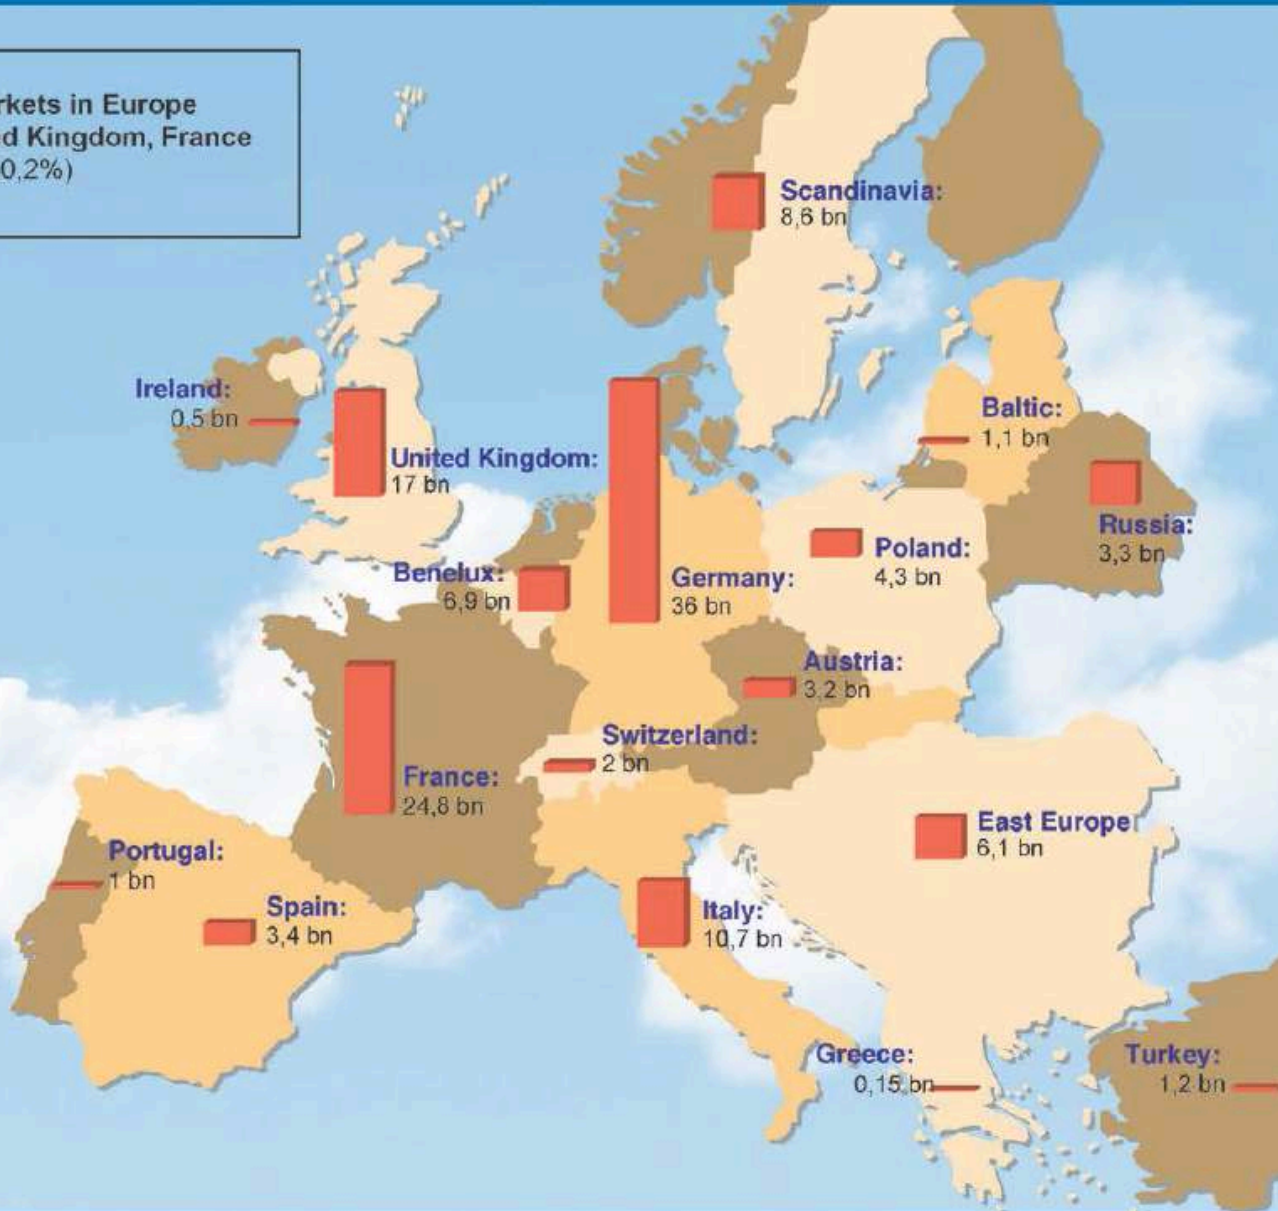 rkets in Europe
d Kingdom, France
0,2%)
Scandinavia:
8,6 bn
Ireland:
0,5 bn
United Kingdom:
17 bn
Baltic:
1,1 bn
Russia:
3,3 bn
Poland:
4,3 bn
Benelux:
6,9 bn
Germany:
36 bn
Austria:
3,2 bn
Switzerland:
2 bn
France:
24,8 bn
East Europe
6,1 bn
Portugal:
1 bn
Spain:
3,4 bn
Italy:
10,7 bn
Greece:
0,15 bn
Turkey:
1,2 bn